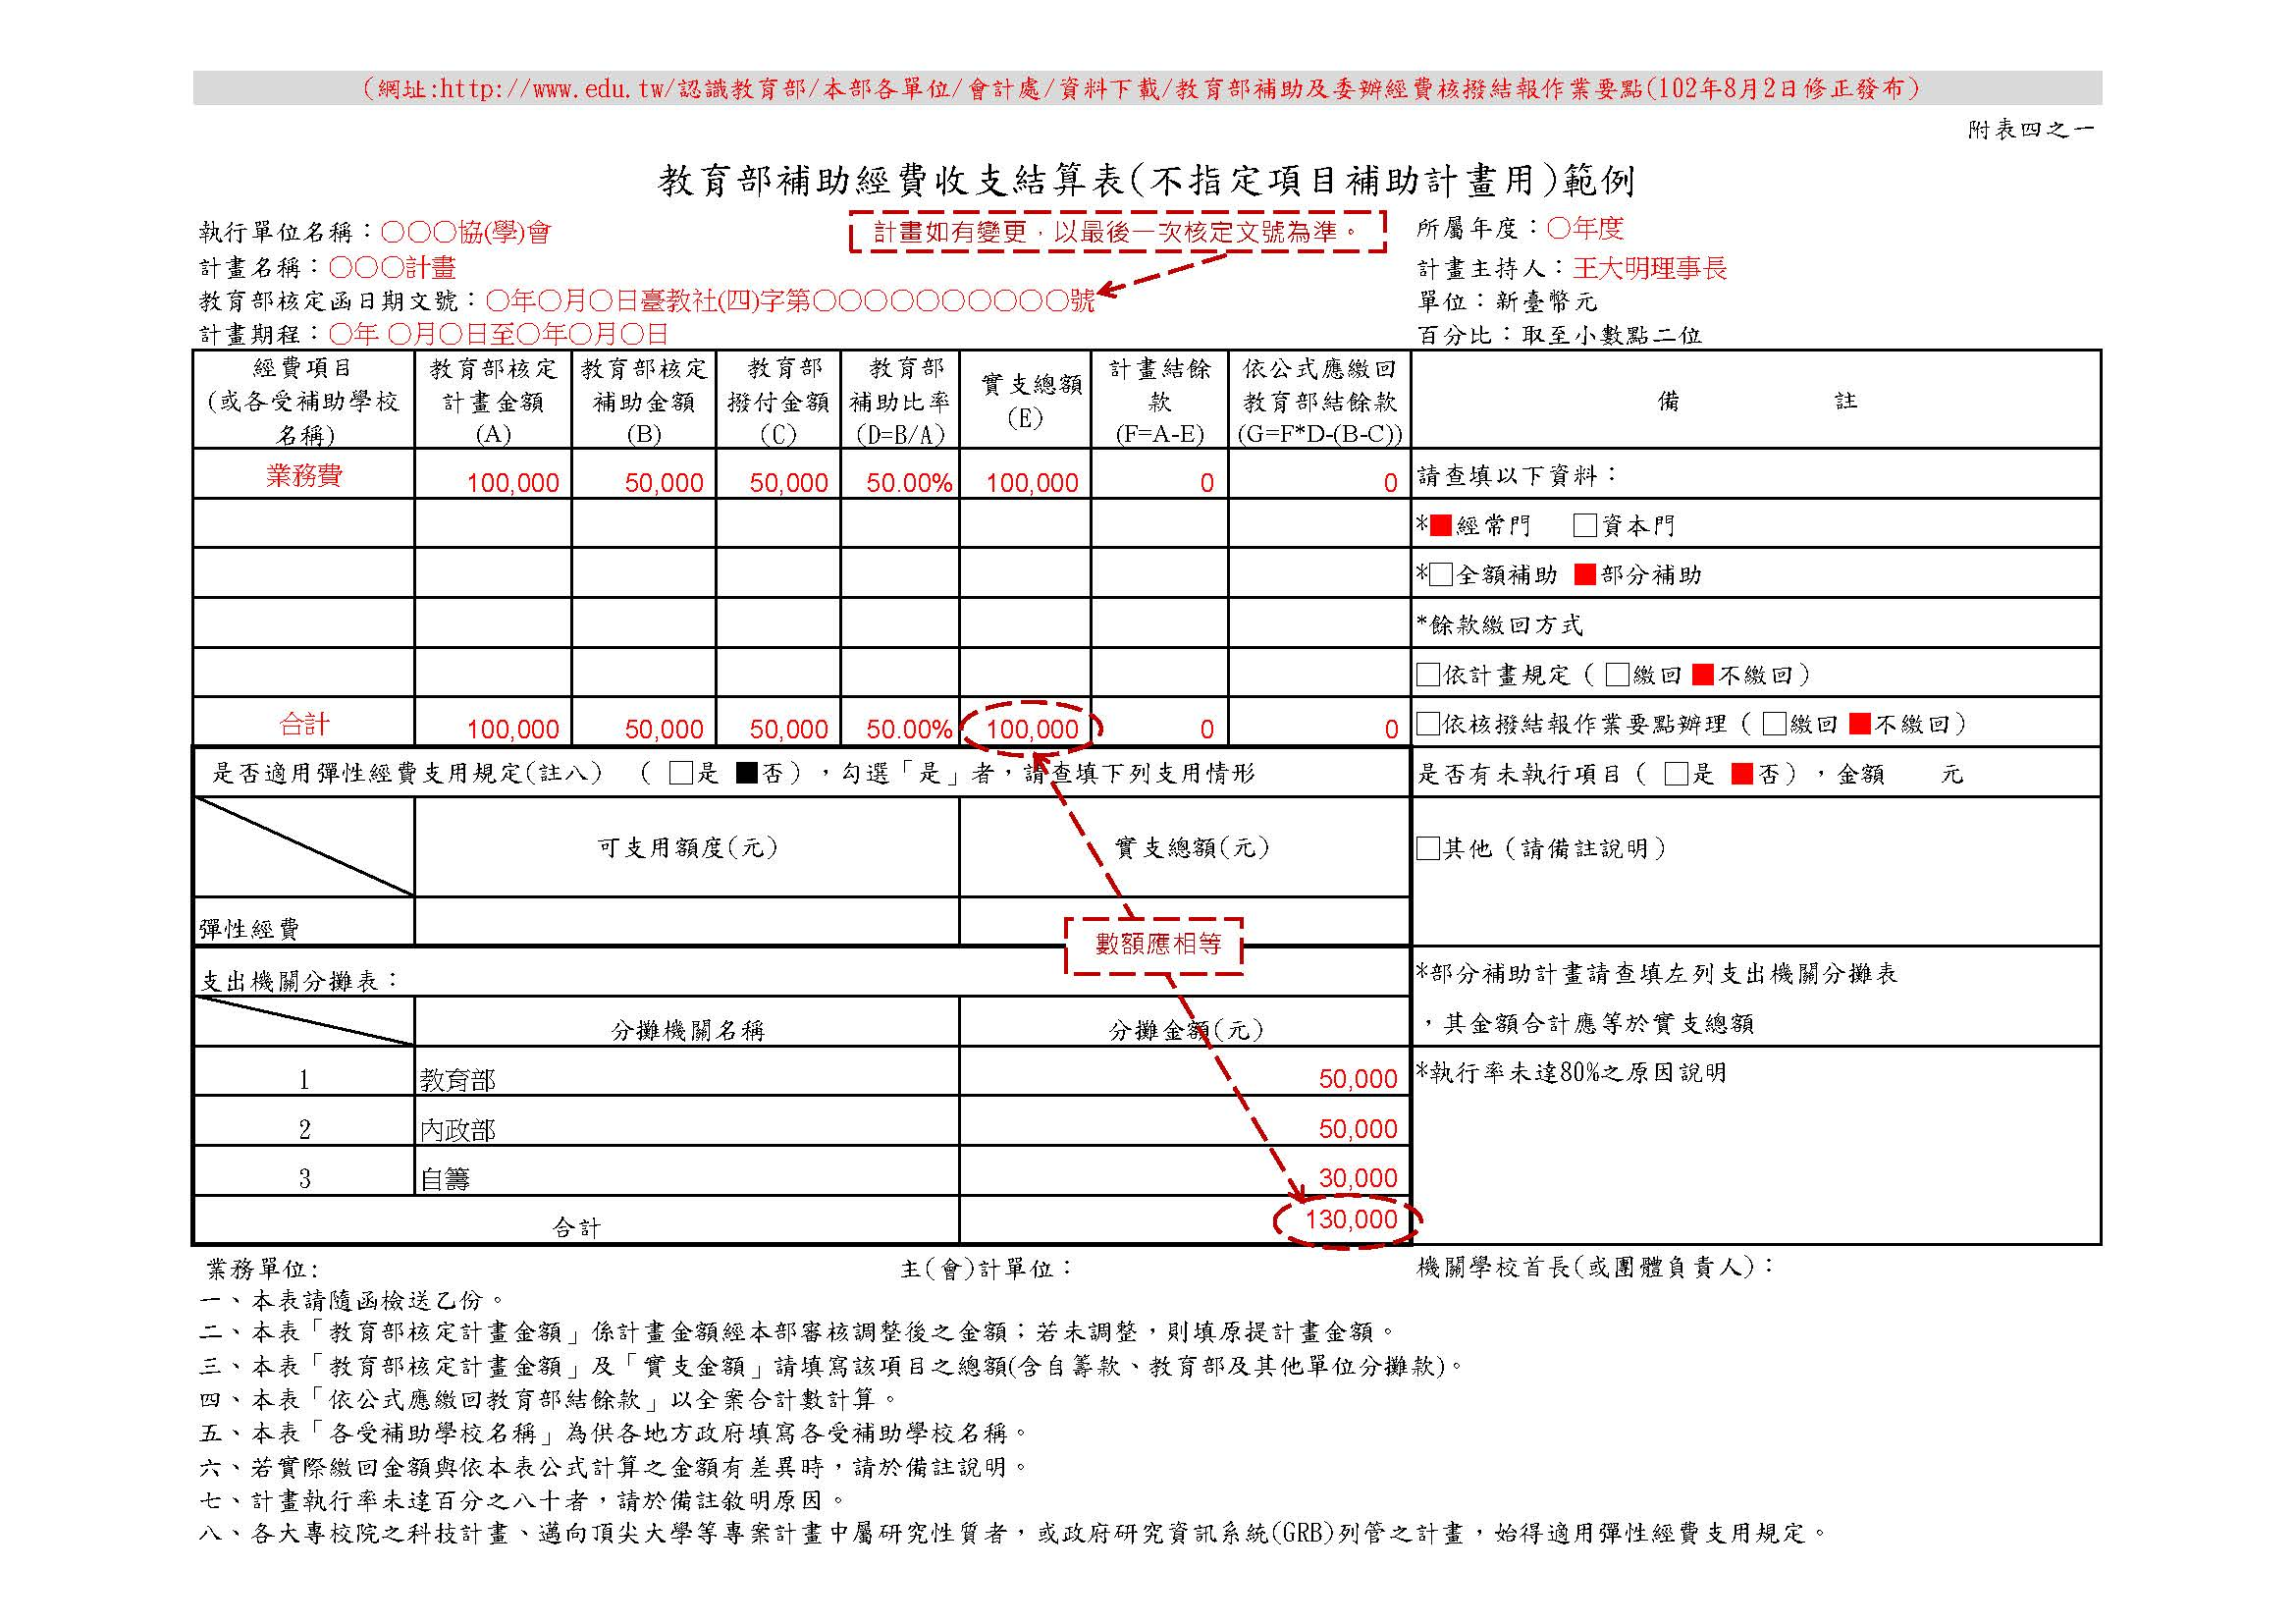 (網址:http://www.edu.tw/認識教育部/本部各單位/會計處/資料下載/教育部補助及委辦經費核撥結報作業要點(102年8月2日修正發布)
附表四之一
教育部補助經費收支結算表(不指定項目補助計畫用)範例
執行單位名稱：○○○協(學)會
計畫如有變更，以最後一次核定文號為準。
所屬年度：○年度
計畫名稱：○○○計畫
計畫主持人：王大明理事長
教育部核定函日期文號：○年○月○日臺教社(四)字第○○○○○○○○○○號
單位：新臺幣元
計畫期程：○年 ○月○日至○年○月○日
百分比：取至小數點二位
經費項目
(或各受補助學校
名稱)
教育部核定
計畫金額
(A)
教育部核定
補助金額
(B)
教育部
撥付金額
(C)
教育部
補助比率
(D=B/A)
實支總額
(E)
計畫結餘
款
(F=A-E)
依公式應繳回
教育部結餘款
(G=F*D-(B-C))
備 註
業務費 100,000 50,000 50,000 50.00% 100,000 0 0 請查填以下資料：
*■經常門 □資本門
*□全額補助 ■部分補助
*餘款繳回方式
□依計畫規定（□繳回 ■不繳回）
合計 100,000 50,000 50,000 50.00% 100,000 0 0 □依核撥結報作業要點辦理（□繳回 ■不繳回）
是否適用彈性經費支用規定(註八) （ □是 ■否），勾選「是」者，請查填下列支用情形
是否有未執行項目（ □是 ■否），金額 元
可支用額度(元) 實支總額(元)
□其他（請備註說明）
彈性經費
數額應相等
支出機關分攤表：
*部分補助計畫請查填左列支出機關分攤表
，其金額合計應等於實支總額
分攤機關名稱 分攤金額(元)
1 教育部 50,000
*執行率未達80%之原因說明
2 內政部 50,000
3 自籌 30,000
合計 130,000
業務單位: 主(會)計單位： 機關學校首長(或團體負責人)：
一、本表請隨函檢送乙份。
二、本表「教育部核定計畫金額」係計畫金額經本部審核調整後之金額；若未調整，則填原提計畫金額。
三、本表「教育部核定計畫金額」及「實支金額」請填寫該項目之總額(含自籌款、教育部及其他單位分攤款)。
四、本表「依公式應繳回教育部結餘款」以全案合計數計算。
五、本表「各受補助學校名稱」為供各地方政府填寫各受補助學校名稱。
六、若實際繳回金額與依本表公式計算之金額有差異時，請於備註說明。
七、計畫執行率未達百分之八十者，請於備註敘明原因。
八、各大專校院之科技計畫、邁向頂尖大學等專案計畫中屬研究性質者，或政府研究資訊系統(GRB)列管之計畫，始得適用彈性經費支用規定。